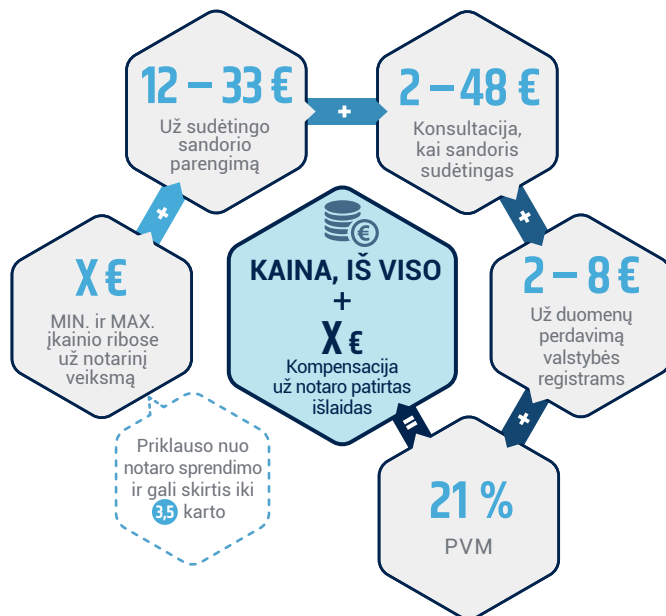 X €
MIN. ir MAX.
įkainio ribose
už notarinį
veiksmą
Priklauso nuo
notaro sprendimo
ir gali skirtis iki
3,5 karto
+
12 – 33 €
Už sudėtingo
sandorio
parengimą
+
2 – 48 €
Konsultacija,
kai sandoris
sudėtingas
+
2 – 8 €
Už duomenų
perdavimą
valstybės
registrams
+
21 %
PVM
=
€
KAINA, IŠ VISO
+
X €
Kompensacija
už notaro patirtas
išlaidas